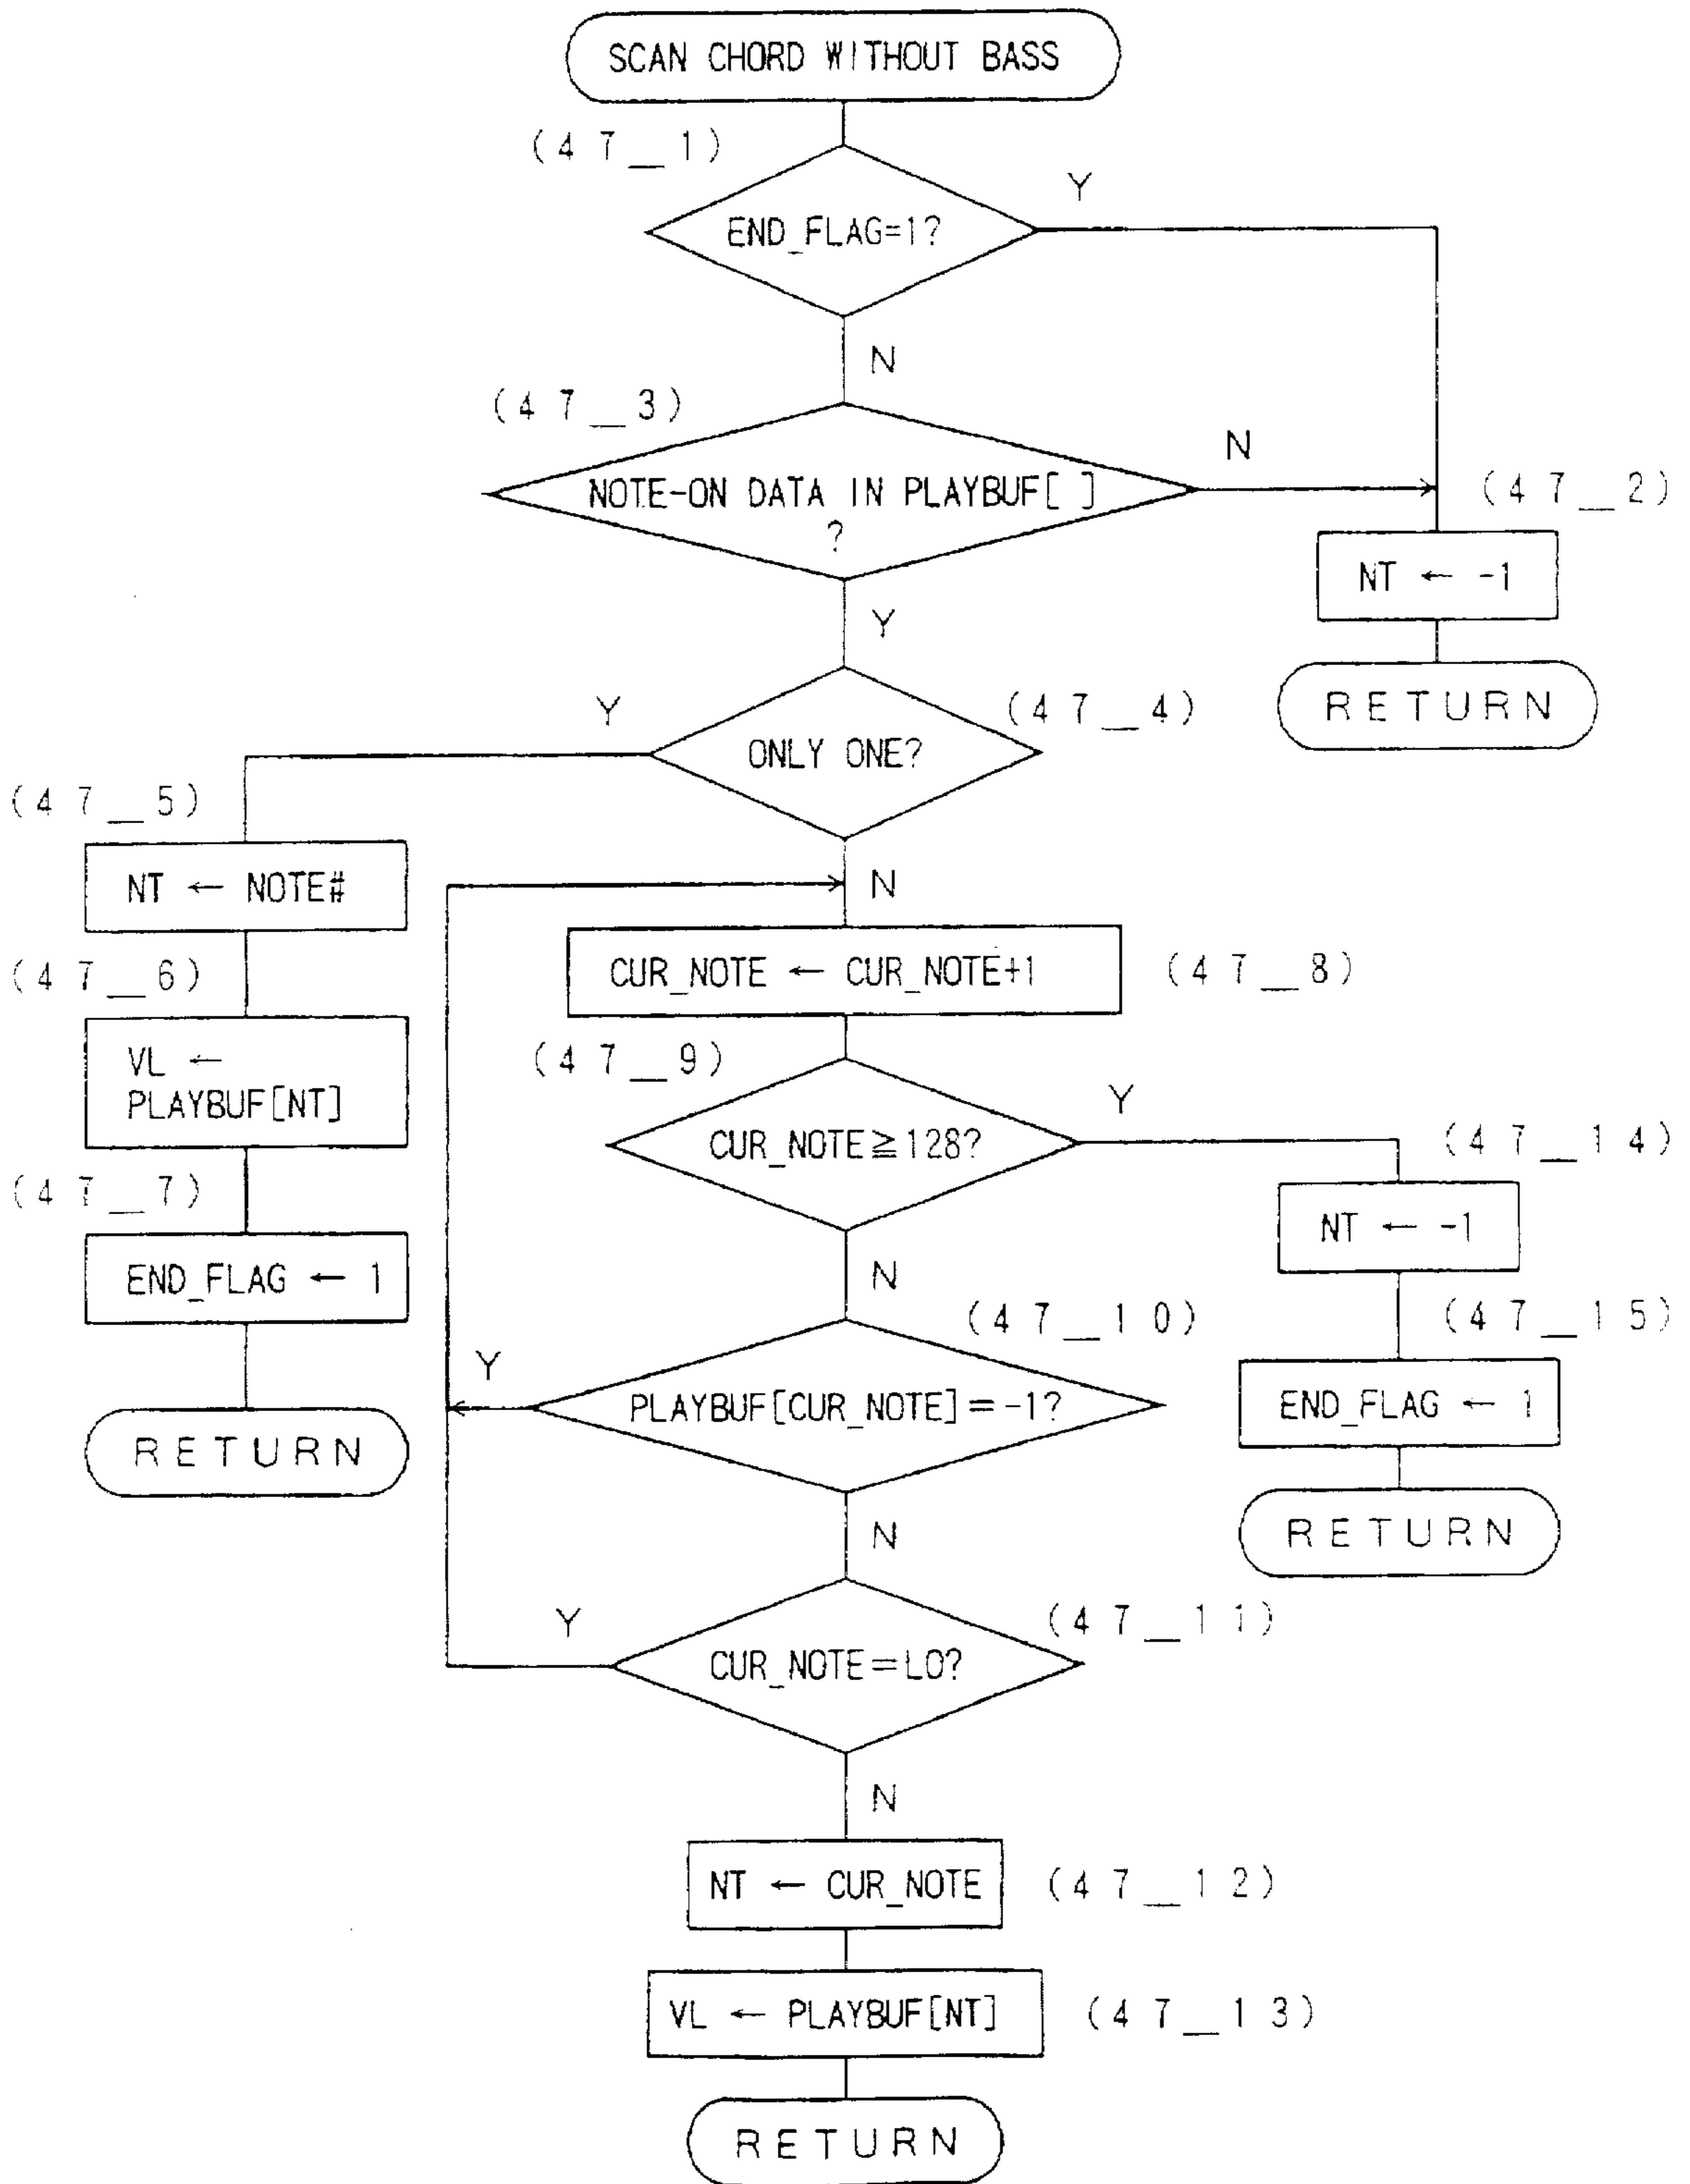 SCAN CHORD WITHOUT BASS
(47_1)
Y
END_FLAG=1?
N
(47_3)
N
NOTE-ON DATA IN PLAYBUF[ ]
?
(47_2)
NT ← -1
Y
RETURN
Y
(47_4)
ONLY ONE?
(47_5)
NT ← NOTE#
N
(47_6)
CUR_NOTE ← CUR_NOTE+1
(47_8)
VL ←
PLAYBUF[NT]
(47_9)
Y
CUR_NOTE≧128?
(47_14)
(47_7)
NT ← -1
END_FLAG ← 1
N
(47_10)
(47_15)
Y
PLAYBUF[CUR_NOTE]=-1?
END_FLAG ← 1
RETURN
N
RETURN
Y
(47_11)
CUR_NOTE=LO?
N
NT ← CUR_NOTE
(47_12)
VL ← PLAYBUF[NT]
(47_13)
RETURN